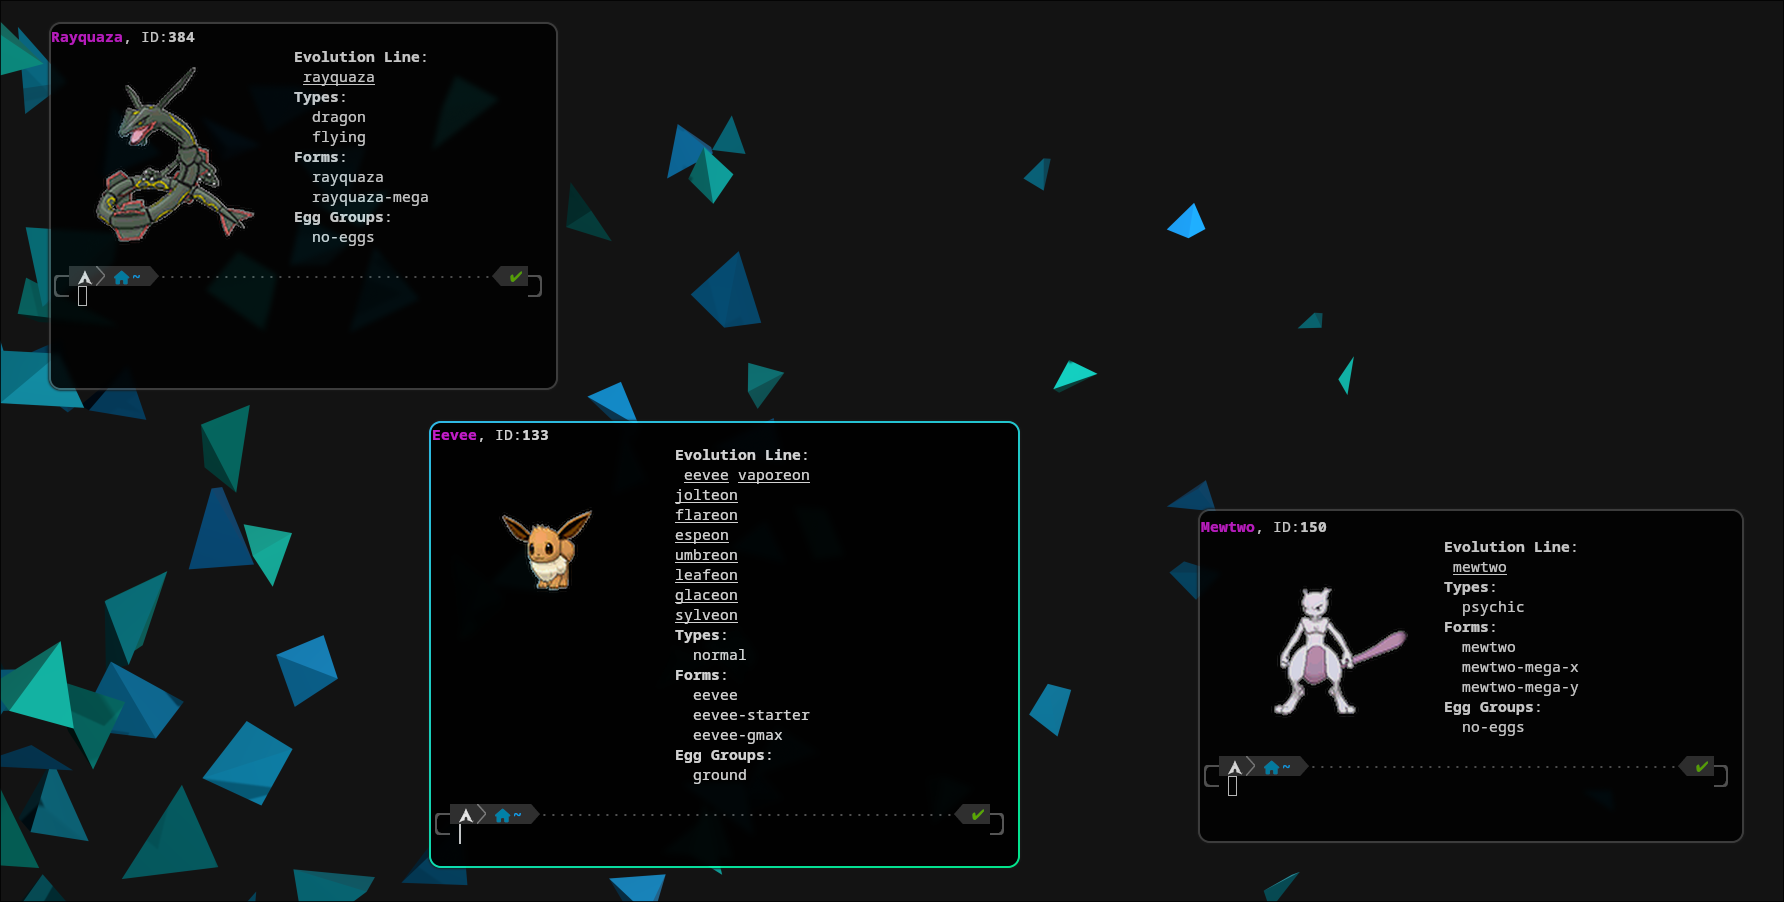 Rayquaza, ID:384
Evolution Line:
rayquaza
Types:
dragon
flying
Forms:
rayquaza
rayquaza-mega
Egg Groups:
no-eggs
~ ✔
Eevee, ID:133
Evolution Line:
eevee vaporeon
jolteon
flareon
espeon
umbreon
leafeon
glaceon
sylveon
Types:
normal
Forms:
eevee
eevee-starter
eevee-gmax
Egg Groups:
ground
~ ✔
Mewtwo, ID:150
Evolution Line:
mewtwo
Types:
psychic
Forms:
mewtwo
mewtwo-mega-x
mewtwo-mega-y
Egg Groups:
no-eggs
~ ✔